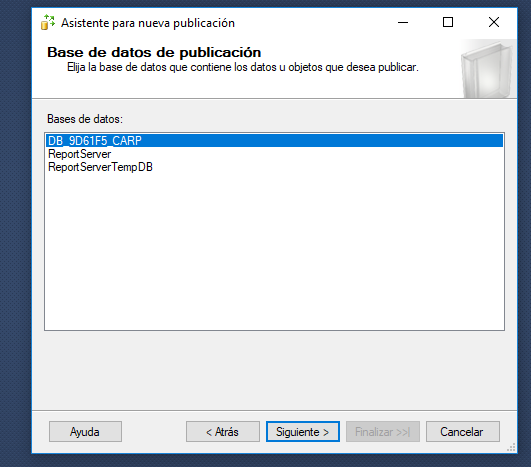 Asistente para nueva publicación
Base de datos de publicación
Elija la base de datos que contiene los datos u objetos que desea publicar.
Bases de datos:
DB_9D61F5_CARP
ReportServer
ReportServerTempDB
Ayuda
< Atrás
Siguiente >
Finalizar >>|
Cancelar